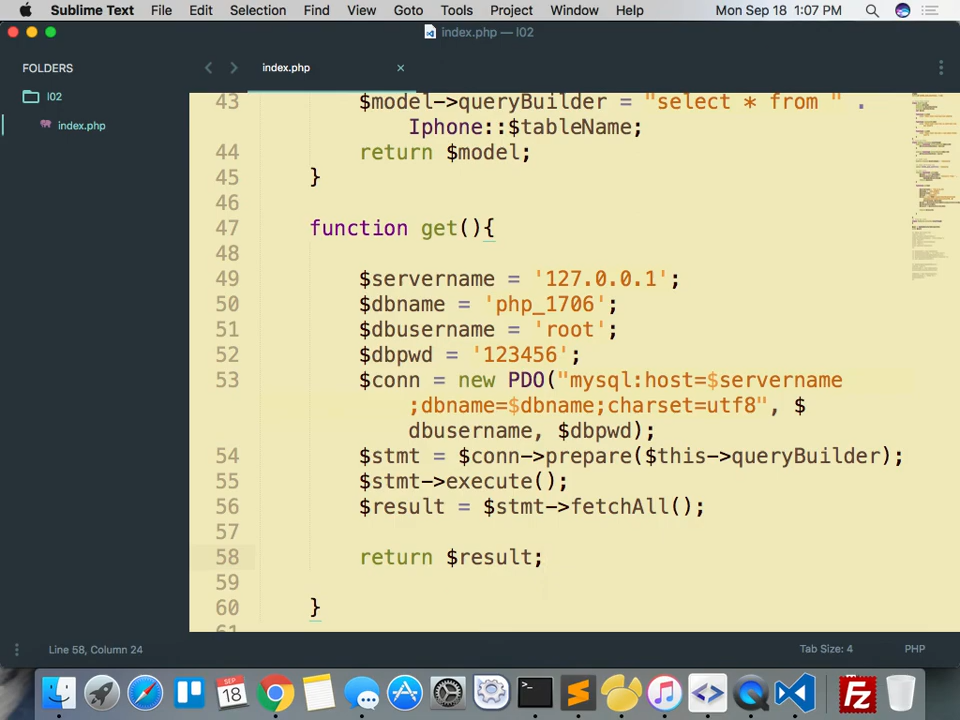 Sublime Text File Edit Selection Find View Goto Tools Project Window Help Mon Sep 18 1:07 PM
index.php — l02
FOLDERS
index.php ×
l02
index.php
43 $model->queryBuilder = "select * from " .
Iphone::$tableName;
44 return $model;
45 }
46
47 function get(){
48
49 $servername = '127.0.0.1';
50 $dbname = 'php_1706';
51 $dbusername = 'root';
52 $dbpwd = '123456';
53 $conn = new PDO("mysql:host=$servername
;dbname=$dbname;charset=utf8", $
dbusername, $dbpwd);
54 $stmt = $conn->prepare($this->queryBuilder);
55 $stmt->execute();
56 $result = $stmt->fetchAll();
57
58 return $result;
59
60 }
61
Line 58, Column 24 Tab Size: 4 PHP
SEP
18